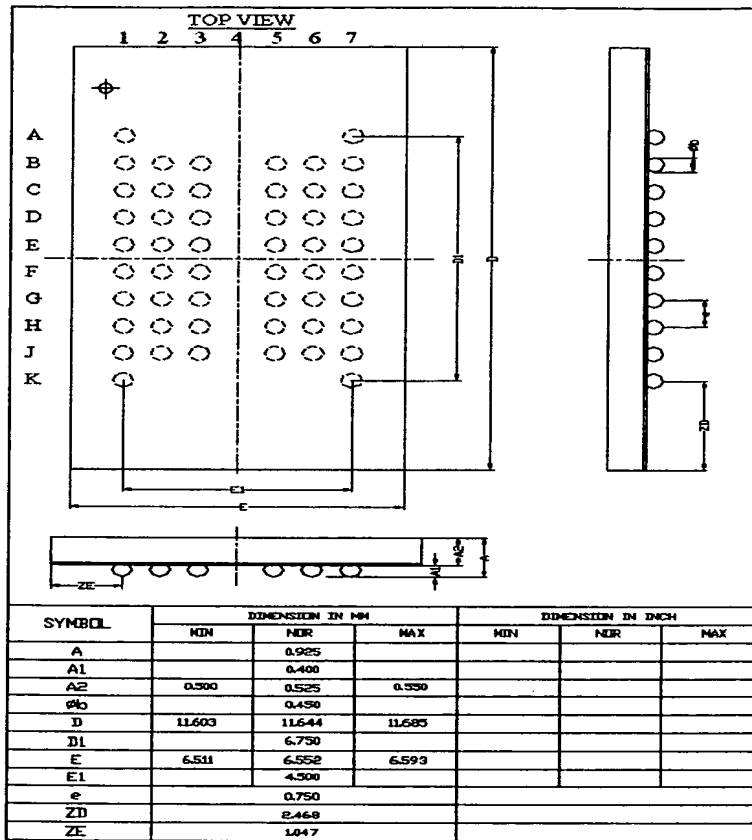 TOP VIEW
1 2 3 4 5 6 7
A
B
C
D
E
F
G
H
J
K
D1
D
Øb
e
ZD
E1
E
ZE
A1
A2
A
SYMBOL DIMENSION IN MM DIMENSION IN INCH
MIN NOR MAX MIN NOR MAX
A 0.925
A1 0.400
A2 0.500 0.525 0.550
Øb 0.450
D 11.603 11.644 11.685
D1 6.750
E 6.511 6.552 6.593
E1 4.500
e 0.750
ZD 2.468
ZE 1.047